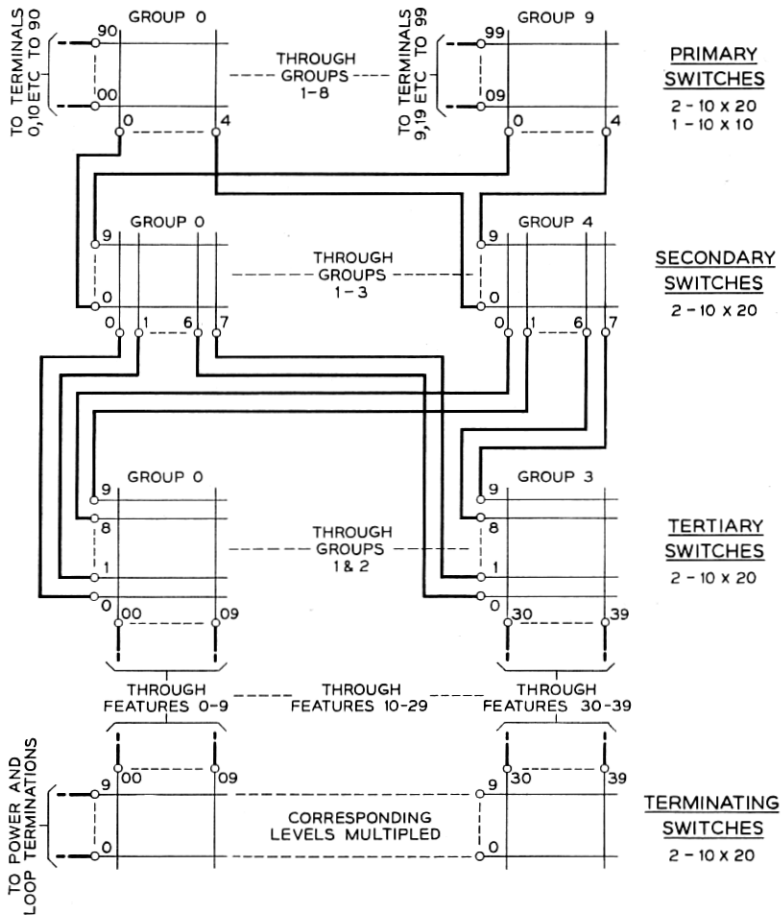 GROUP 0
GROUP 9
TO TERMINALS
0,10 ETC TO 90
90
00
0
4
THROUGH
GROUPS
1-8
TO TERMINALS
9,19 ETC TO 99
99
09
0
4
PRIMARY
SWITCHES
2 - 10 X 20
1 - 10 X 10
GROUP 0
9
0
0
1
6
7
THROUGH
GROUPS
1-3
GROUP 4
9
0
0
1
6
7
SECONDARY
SWITCHES
2 - 10 X 20
GROUP 0
9
8
1
0
00
09
THROUGH
GROUPS
1 & 2
GROUP 3
9
8
1
0
30
39
TERTIARY
SWITCHES
2 - 10 X 20
THROUGH
FEATURES 0-9
THROUGH
FEATURES 10-29
THROUGH
FEATURES 30-39
TO POWER AND
LOOP TERMINATIONS
00
09
9
0
CORRESPONDING
LEVELS MULTIPLED
30
39
9
0
TERMINATING
SWITCHES
2 - 10 X 20